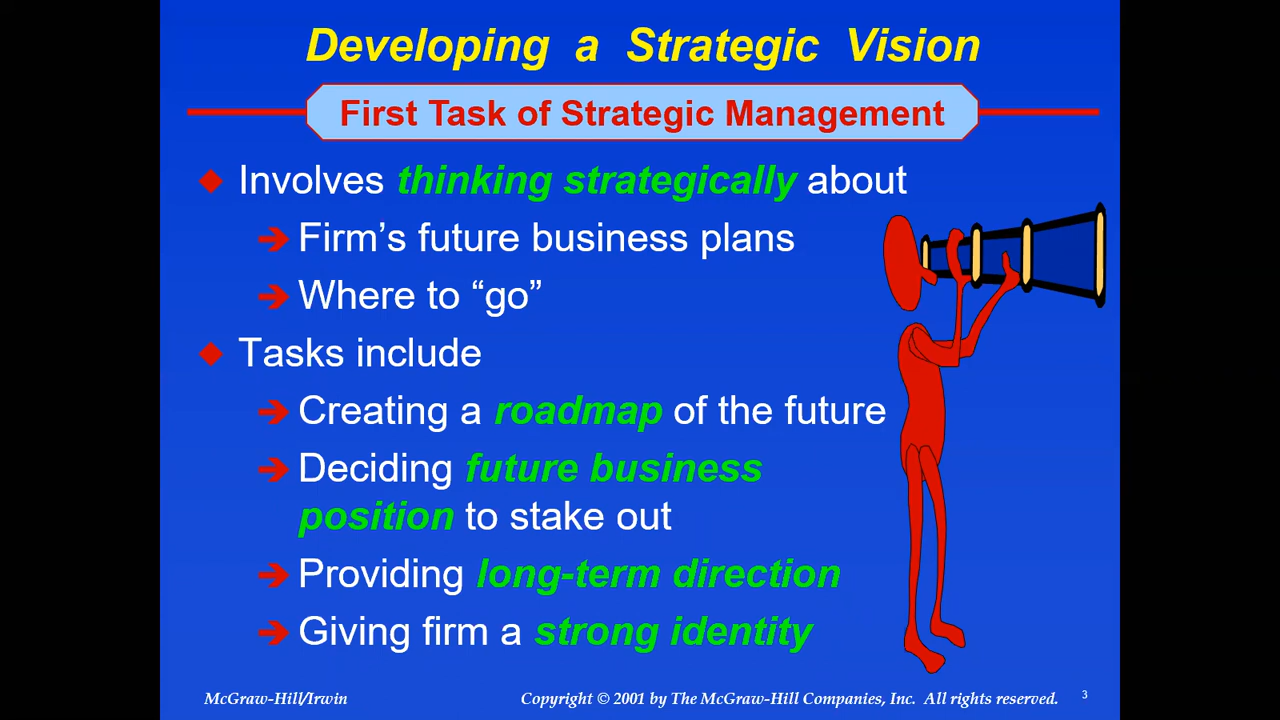 Developing a Strategic Vision
First Task of Strategic Management
Involves thinking strategically about
Firm’s future business plans
Where to “go”
Tasks include
Creating a roadmap of the future
Deciding future business
position to stake out
Providing long-term direction
Giving firm a strong identity
McGraw-Hill/Irwin Copyright © 2001 by The McGraw-Hill Companies, Inc. All rights reserved. 3